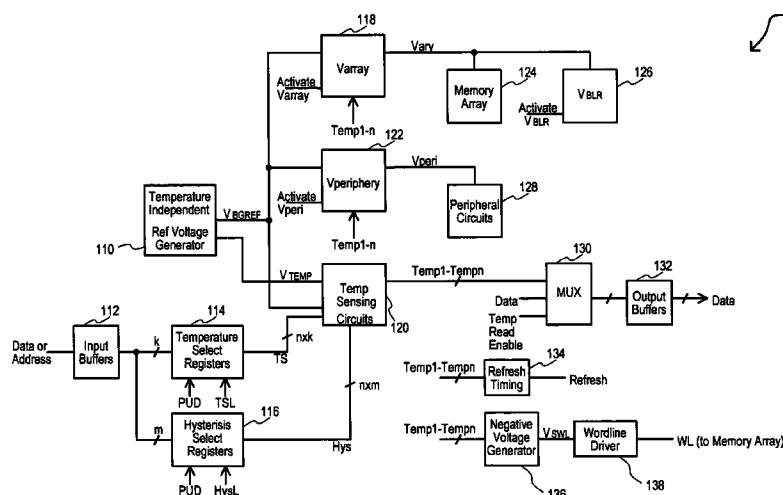 118
Varray
Vary
Activate
Varray
Temp1-n
Memory
Array
124
VBLR
126
Activate
VBLR
122
Vperiphery
Vperi
Activate
Vperi
Temp1-n
Peripheral
Circuits
128
Temperature
Independent
Ref Voltage
Generator
110
VBGREF
VTEMP
Temp
Sensing
Circuits
120
Temp1-Tempn
130
MUX
Data
Temp
Read
Enable
132
Output
Buffers
Data
112
Data or
Address
Input
Buffers
k
114
Temperature
Select
Registers
nxk
TS
PUD
TSL
m
116
Hysterisis
Select
Registers
nxm
Hys
PUD
HysL
134
Temp1-Tempn
Refresh
Timing
Refresh
Temp1-Tempn
Negative
Voltage
Generator
136
VSWL
Wordline
Driver
138
WL (to Memory Array)